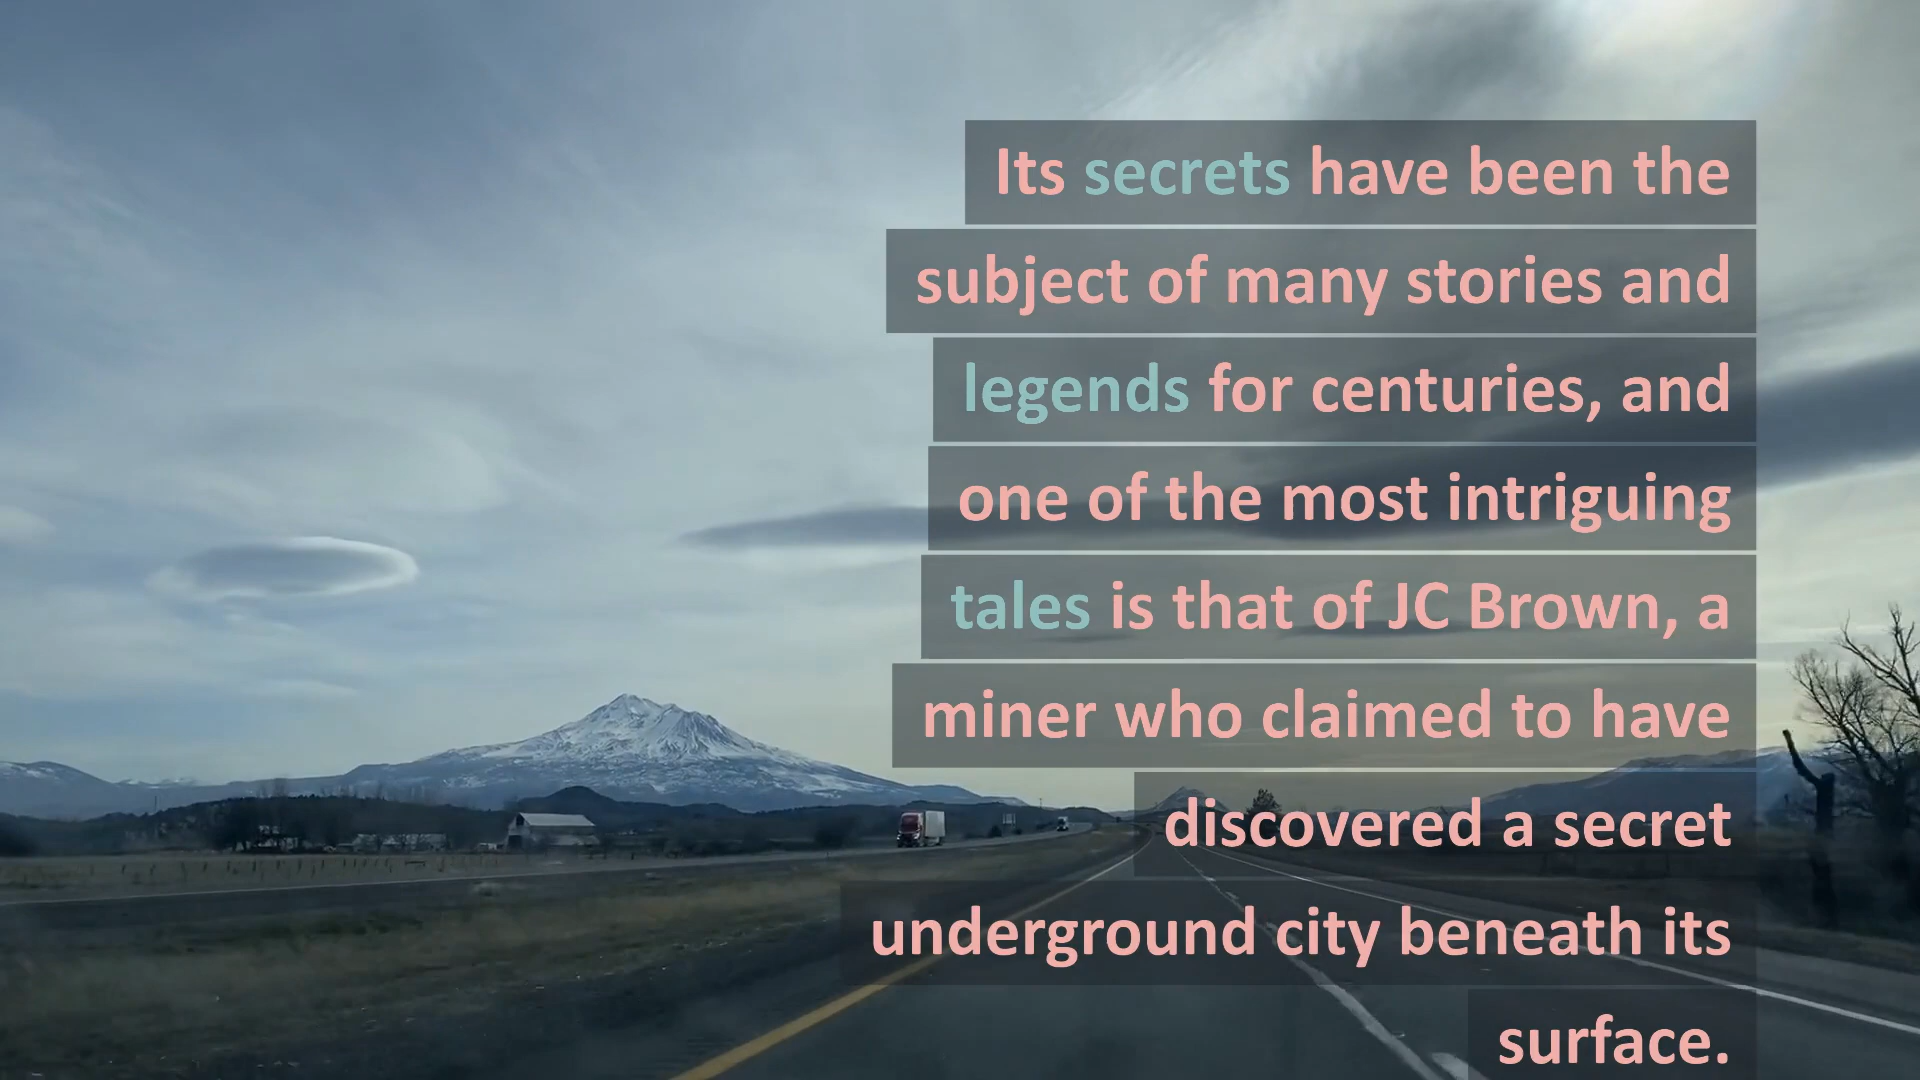 Its secrets have been the
subject of many stories and
legends for centuries, and
one of the most intriguing
tales is that of JC Brown, a
miner who claimed to have
discovered a secret
underground city beneath its
surface.